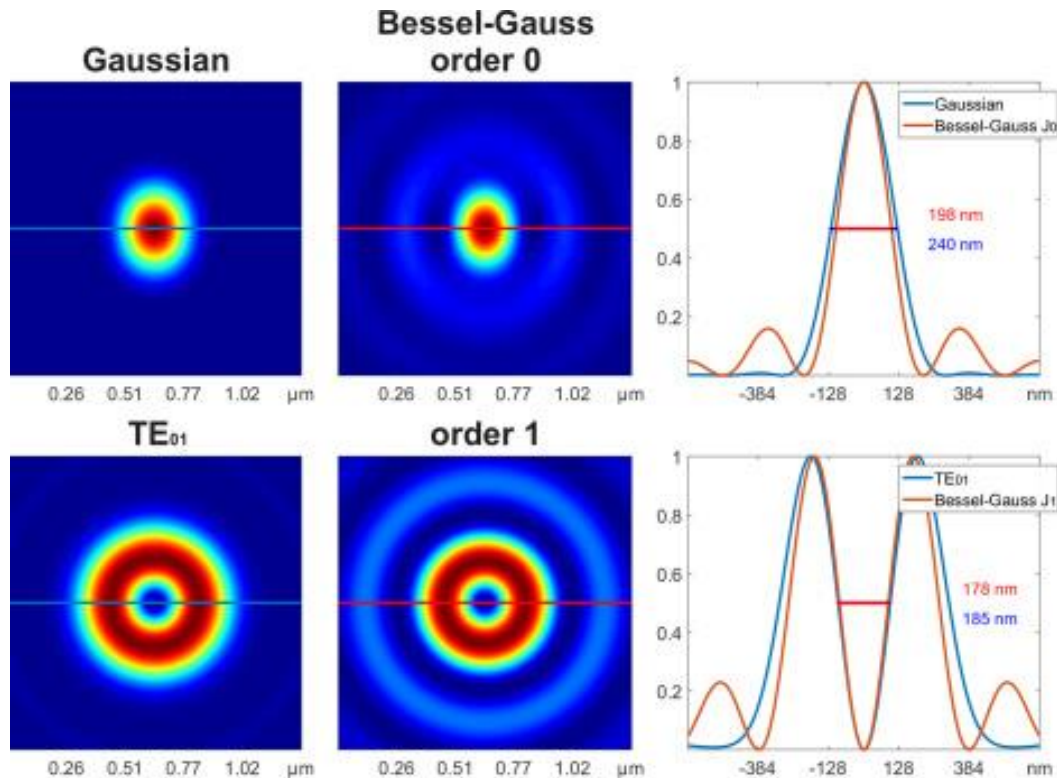 Gaussian
Bessel-Gauss
order 0
1
0.8
0.6
0.4
0.2
Gaussian
Bessel-Gauss J0
198 nm
240 nm
0.26 0.51 0.77 1.02 μm
0.26 0.51 0.77 1.02 μm
-384 -128 128 384 nm
TE01
order 1
1
0.8
0.6
0.4
0.2
TE01
Bessel-Gauss J1
178 nm
185 nm
0.26 0.51 0.77 1.02 μm
0.26 0.51 0.77 1.02 μm
-384 -128 128 384 nm